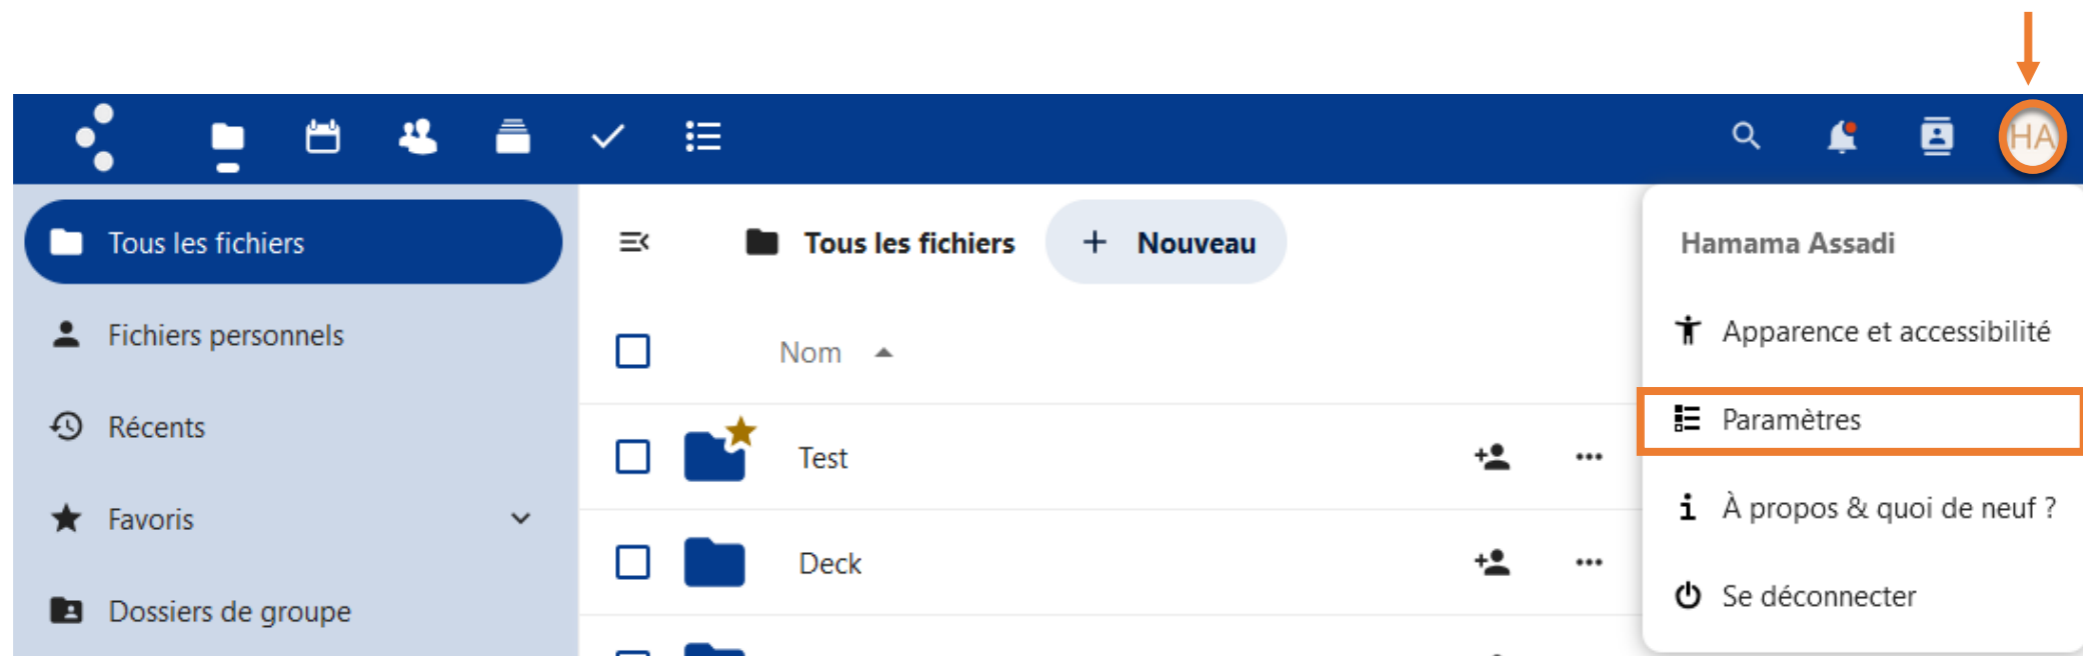 HA
Tous les fichiers
Fichiers personnels
Récents
Favoris
Dossiers de groupe
Tous les fichiers
+ Nouveau
Nom
Test
Deck
Hamama Assadi
Apparence et accessibilité
Paramètres
À propos & quoi de neuf ?
Se déconnecter